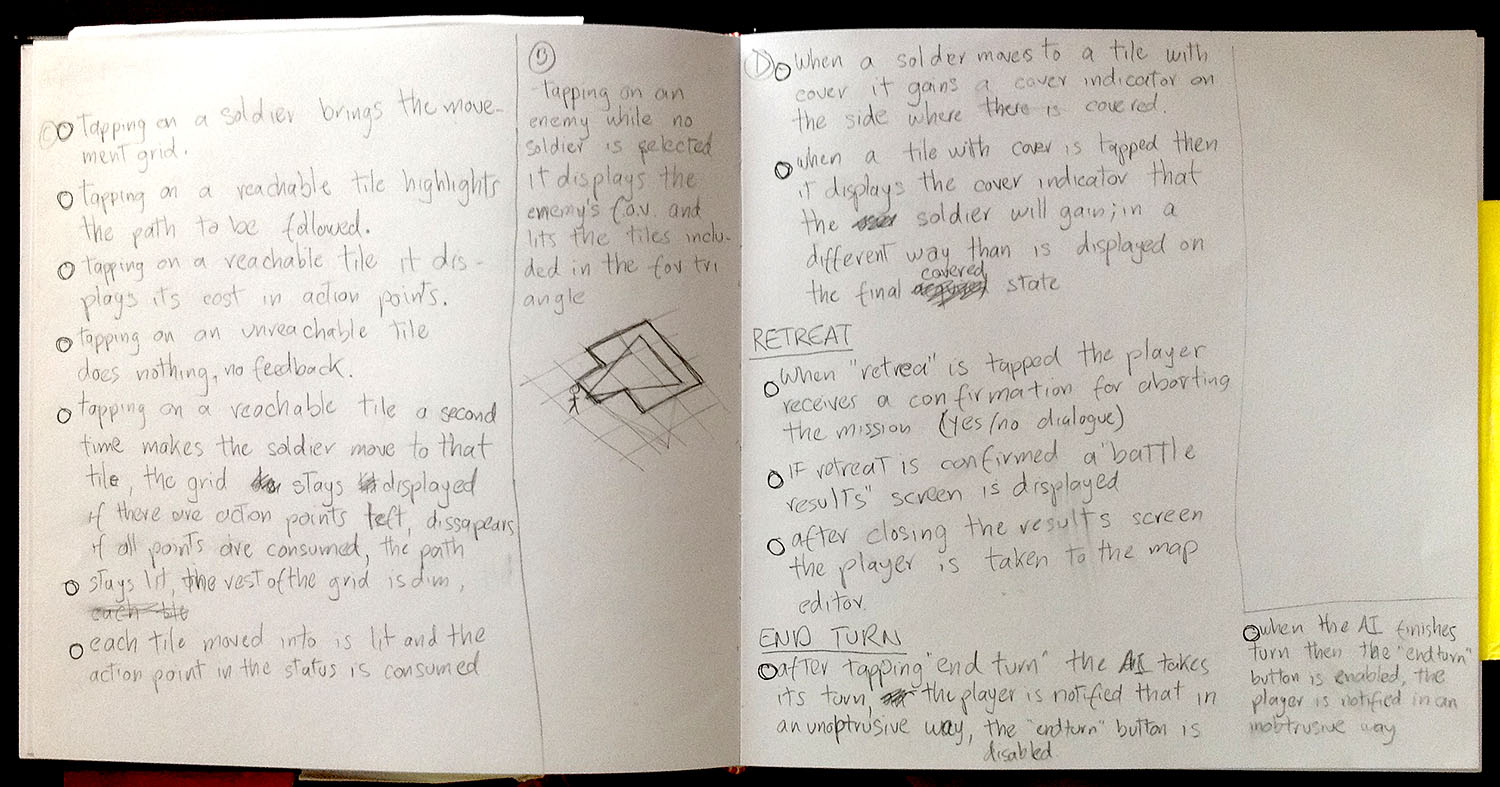 C
tapping on a soldier brings the move-
ment grid.
tapping on a reachable tile highlights
the path to be followed.
tapping on a reachable tile it dis-
plays its cost in action points.
tapping on an unreachable tile
does nothing, no feedback.
tapping on a reachable tile a second
time makes the soldier move to that
tile, the grid stays displayed
if there are action points left, dissapears
if all points are consumed, the path
stays lit, the rest of the grid is dim,
each tile moved into is lit and the
action point in the status is consumed
tapping on an
enemy while no
soldier is selected
it displays the
enemy's f.o.v. and
lits the tiles inclu-
ded in the fov tri
angle
D
when a soldier moves to a tile with
cover it gains a cover indicator on
the side where there is covered.
when a tile with cover is tapped then
it displays the cover indicator that
the soldier will gain; in a
different way than is displayed on
the final covered state
RETREAT
When "retrea" is tapped the player
receives a confirmation for aborting
the mission (yes/no dialogue)
IF retreat is confirmed a "battle
results" screen is displayed
after closing the results screen
the player is taken to the map
editor.
END TURN
after tapping "end turn" the AI takes
its turn, the player is notified that in
an unoptrusive way, the "endturn" button is
disabled
when the AI finishes
turn then the "endturn"
button is enabled, the
player is notified in an
inobtrusive way